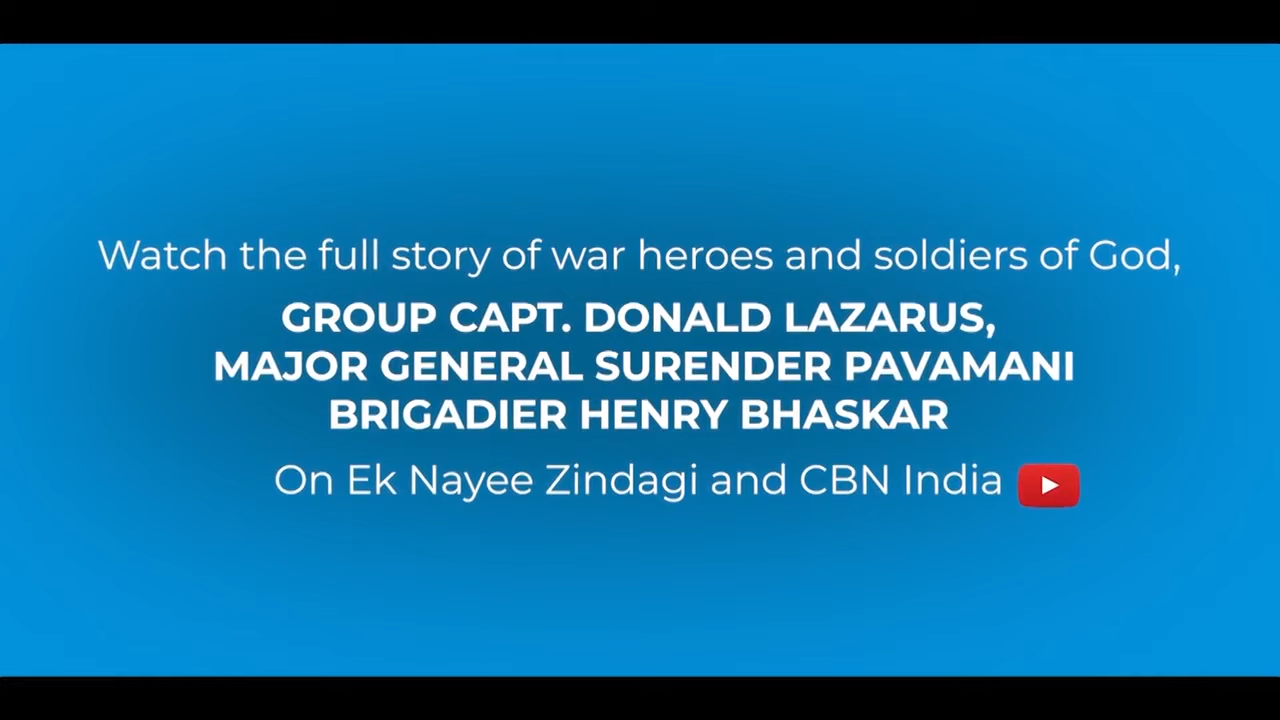 Watch the full story of war heroes and soldiers of God,
GROUP CAPT. DONALD LAZARUS,
MAJOR GENERAL SURENDER PAVAMANI
BRIGADIER HENRY BHASKAR
On Ek Nayee Zindagi and CBN India